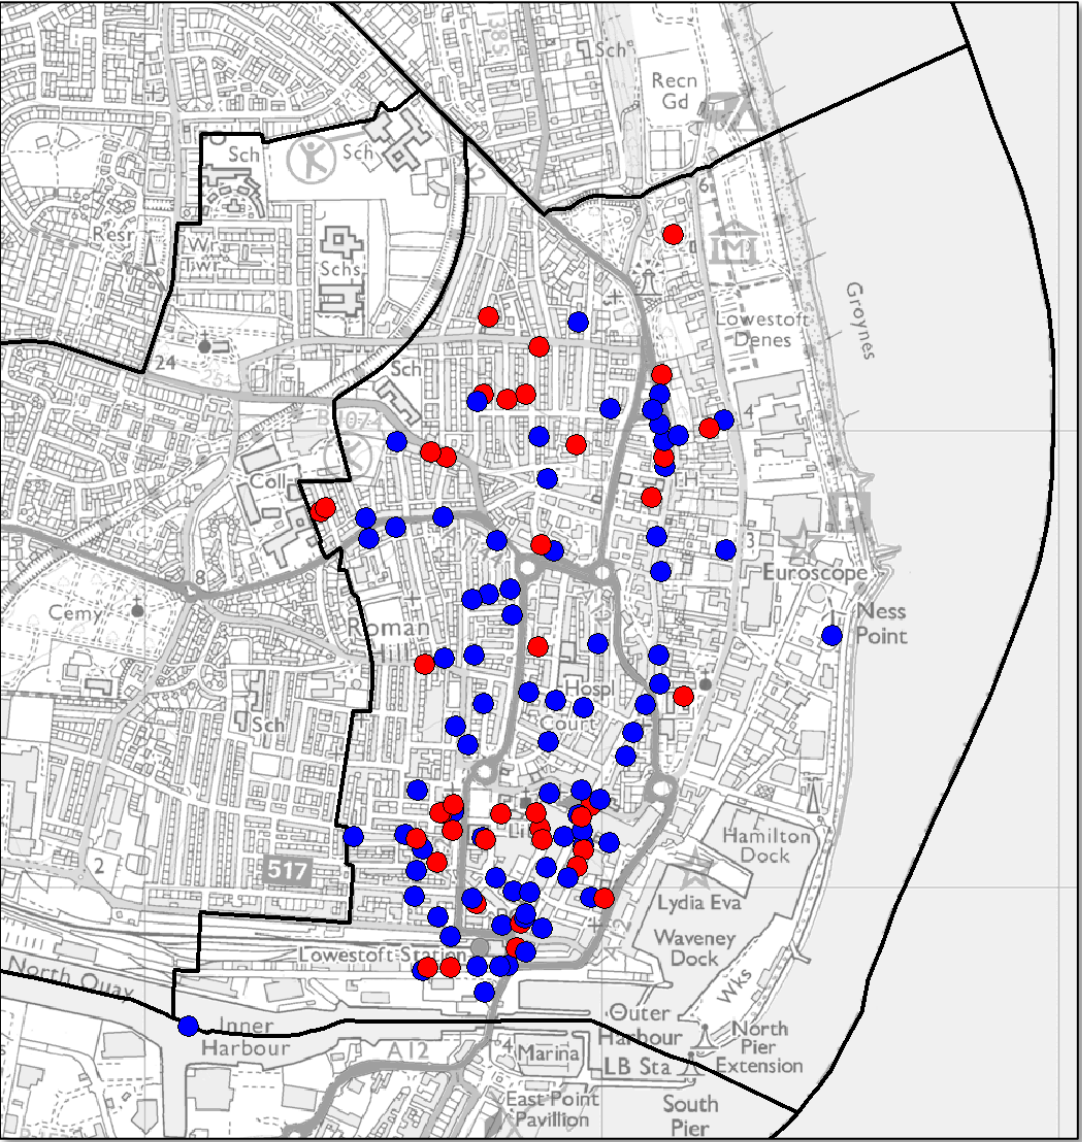 Sch
Recn
Gd
Sch
Sch
6
Resr
Wr
Twr
Schs
Groynes
Lowestoft
Denes
24
Sch
4
Coll
3
Euroscope
8
Cemy
Ness
Point
Roman
Hill
Hospl
Sch
Court
Hamilton
Dock
2
517
Lydia Eva
Waveney
Dock
Lowestoft Station
North Quay
Wks
Inner
Harbour
Outer
Harbour
North
Pier
Extension
A12
4
Marina
LB Sta
East Point
Pavilion
South
Pier